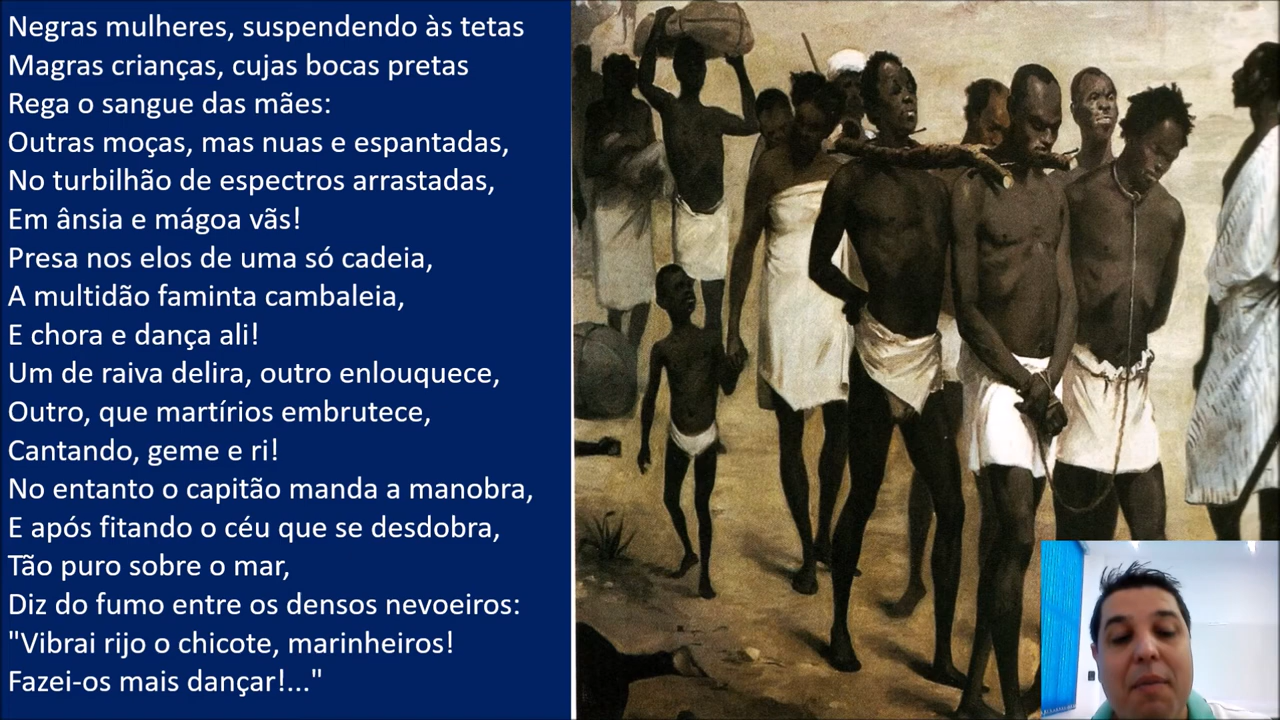 Negras mulheres, suspendendo às tetas
Magras crianças, cujas bocas pretas
Rega o sangue das mães:
Outras moças, mas nuas e espantadas,
No turbilhão de espectros arrastadas,
Em ânsia e mágoa vãs!
Presa nos elos de uma só cadeia,
A multidão faminta cambaleia,
E chora e dança ali!
Um de raiva delira, outro enlouquece,
Outro, que martírios embrutece,
Cantando, geme e ri!
No entanto o capitão manda a manobra,
E após fitando o céu que se desdobra,
Tão puro sobre o mar,
Diz do fumo entre os densos nevoeiros:
"Vibrai rijo o chicote, marinheiros!
Fazei-os mais dançar!..."